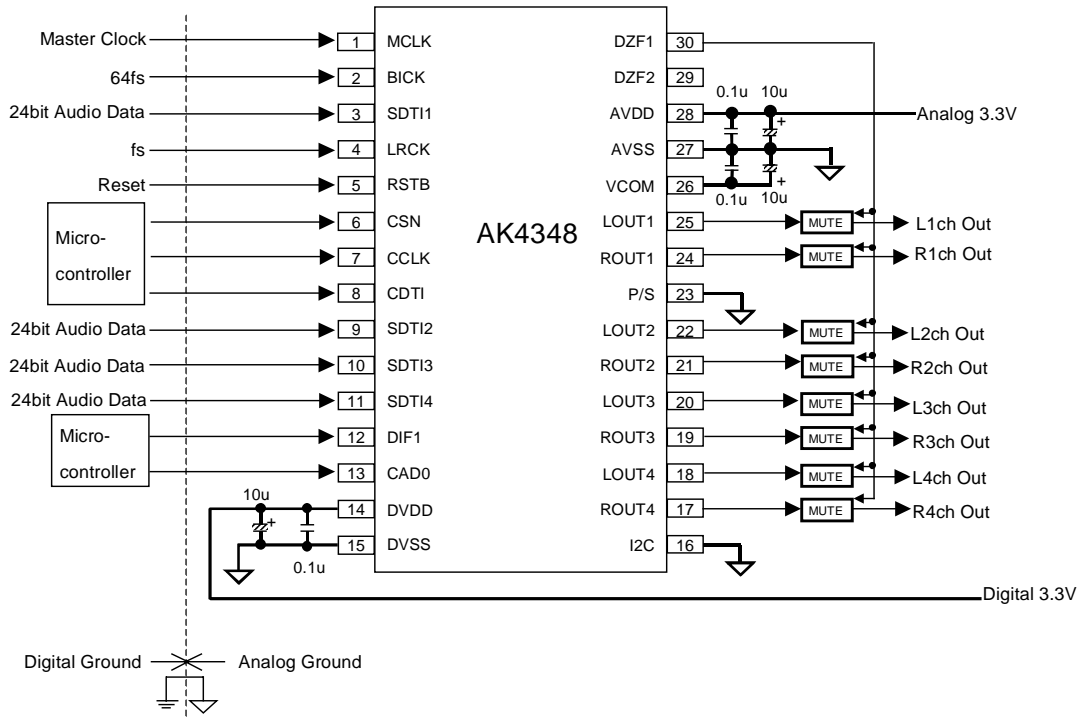 Master Clock 1 MCLK DZF1 30
64fs 2 BICK DZF2 29
0.1u 10u
24bit Audio Data 3 SDTI1 AVDD 28 Analog 3.3V
+
fs 4 LRCK AVSS 27
Reset 5 RSTB VCOM 26
+
0.1u 10u
6 CSN AK4348 LOUT1 25 MUTE L1ch Out
Micro-
controller
7 CCLK ROUT1 24 MUTE R1ch Out
8 CDTI P/S 23
24bit Audio Data 9 SDTI2 LOUT2 22 MUTE L2ch Out
24bit Audio Data 10 SDTI3 ROUT2 21 MUTE R2ch Out
24bit Audio Data 11 SDTI4 LOUT3 20 MUTE L3ch Out
Micro-
controller
12 DIF1 ROUT3 19 MUTE R3ch Out
13 CAD0 LOUT4 18 MUTE L4ch Out
10u
14 DVDD ROUT4 17 MUTE R4ch Out
+
15 DVSS I2C 16
0.1u
Digital 3.3V
Digital Ground Analog Ground